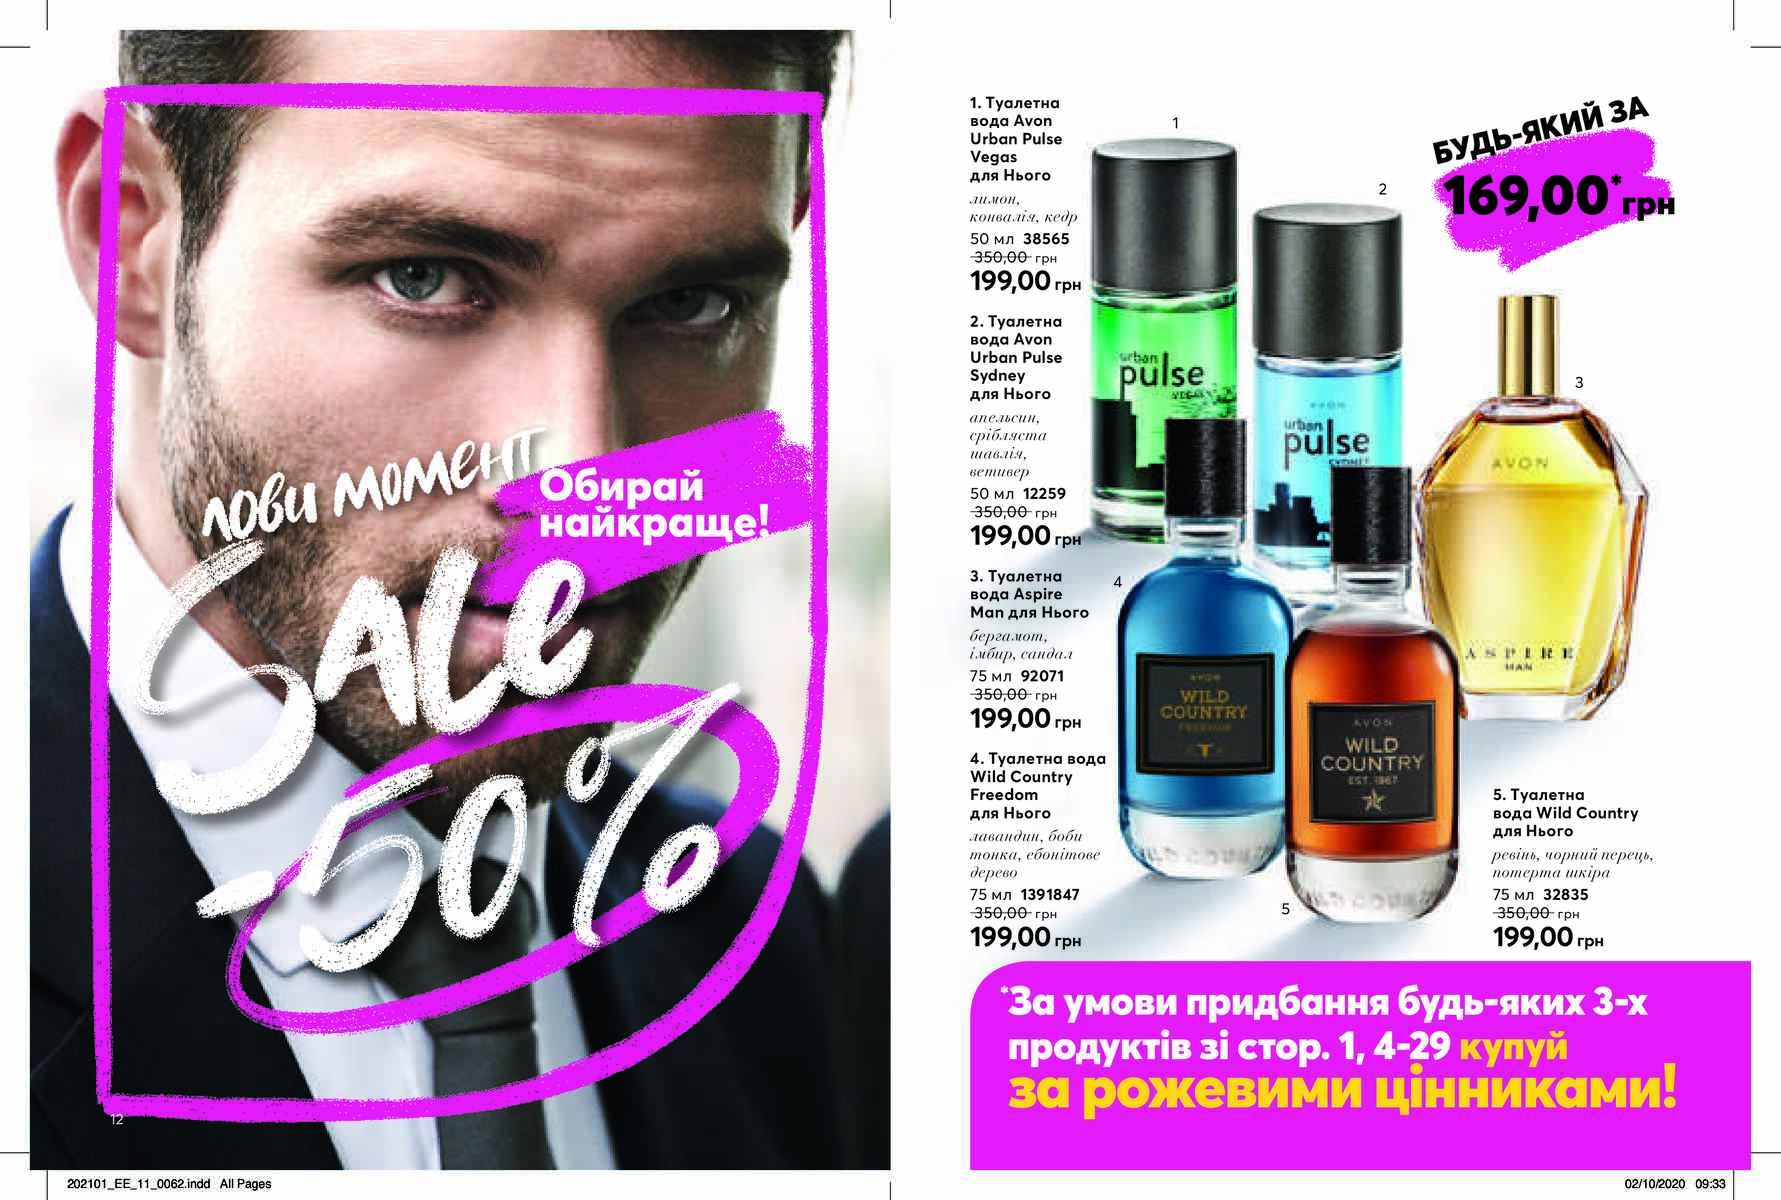 лови момент
Обирай
найкраще!
SALE
-50%
12
1. Туалетна
вода Avon
Urban Pulse
Vegas
для Нього
лимон,
конвалія, кедр
50 мл 38565
350,00 грн
199,00 грн
2. Туалетна
вода Avon
Urban Pulse
Sydney
для Нього
апельсин,
срібляста
шавлія,
ветивер
50 мл 12259
350,00 грн
199,00 грн
3. Туалетна
вода Aspire
Man для Нього
бергамот,
імбир, сандал
75 мл 92071
350,00 грн
199,00 грн
4. Туалетна вода
Wild Country
Freedom
для Нього
лавандин, боби
тонка, ебонітове
дерево
75 мл 1391847
350,00 грн
199,00 грн
БУДЬ-ЯКИЙ ЗА
169,00* грн
1
2
3
4
5
urban
pulse
VEGAS
AVON
urban
pulse
SYDNEY
AVON
ASPIRE
MAN
AVON
WILD
COUNTRY
FREEDOM
AVON
WILD
COUNTRY
EST. 1967
5. Туалетна
вода Wild Country
для Нього
ревінь, чорний перець,
потерта шкіра
75 мл 32835
350,00 грн
199,00 грн
*За умови придбання будь-яких 3-х
продуктів зі стор. 1, 4-29 купуй
за рожевими цінниками!
202101_EE_11_0062.indd All Pages
02/10/2020 09:33